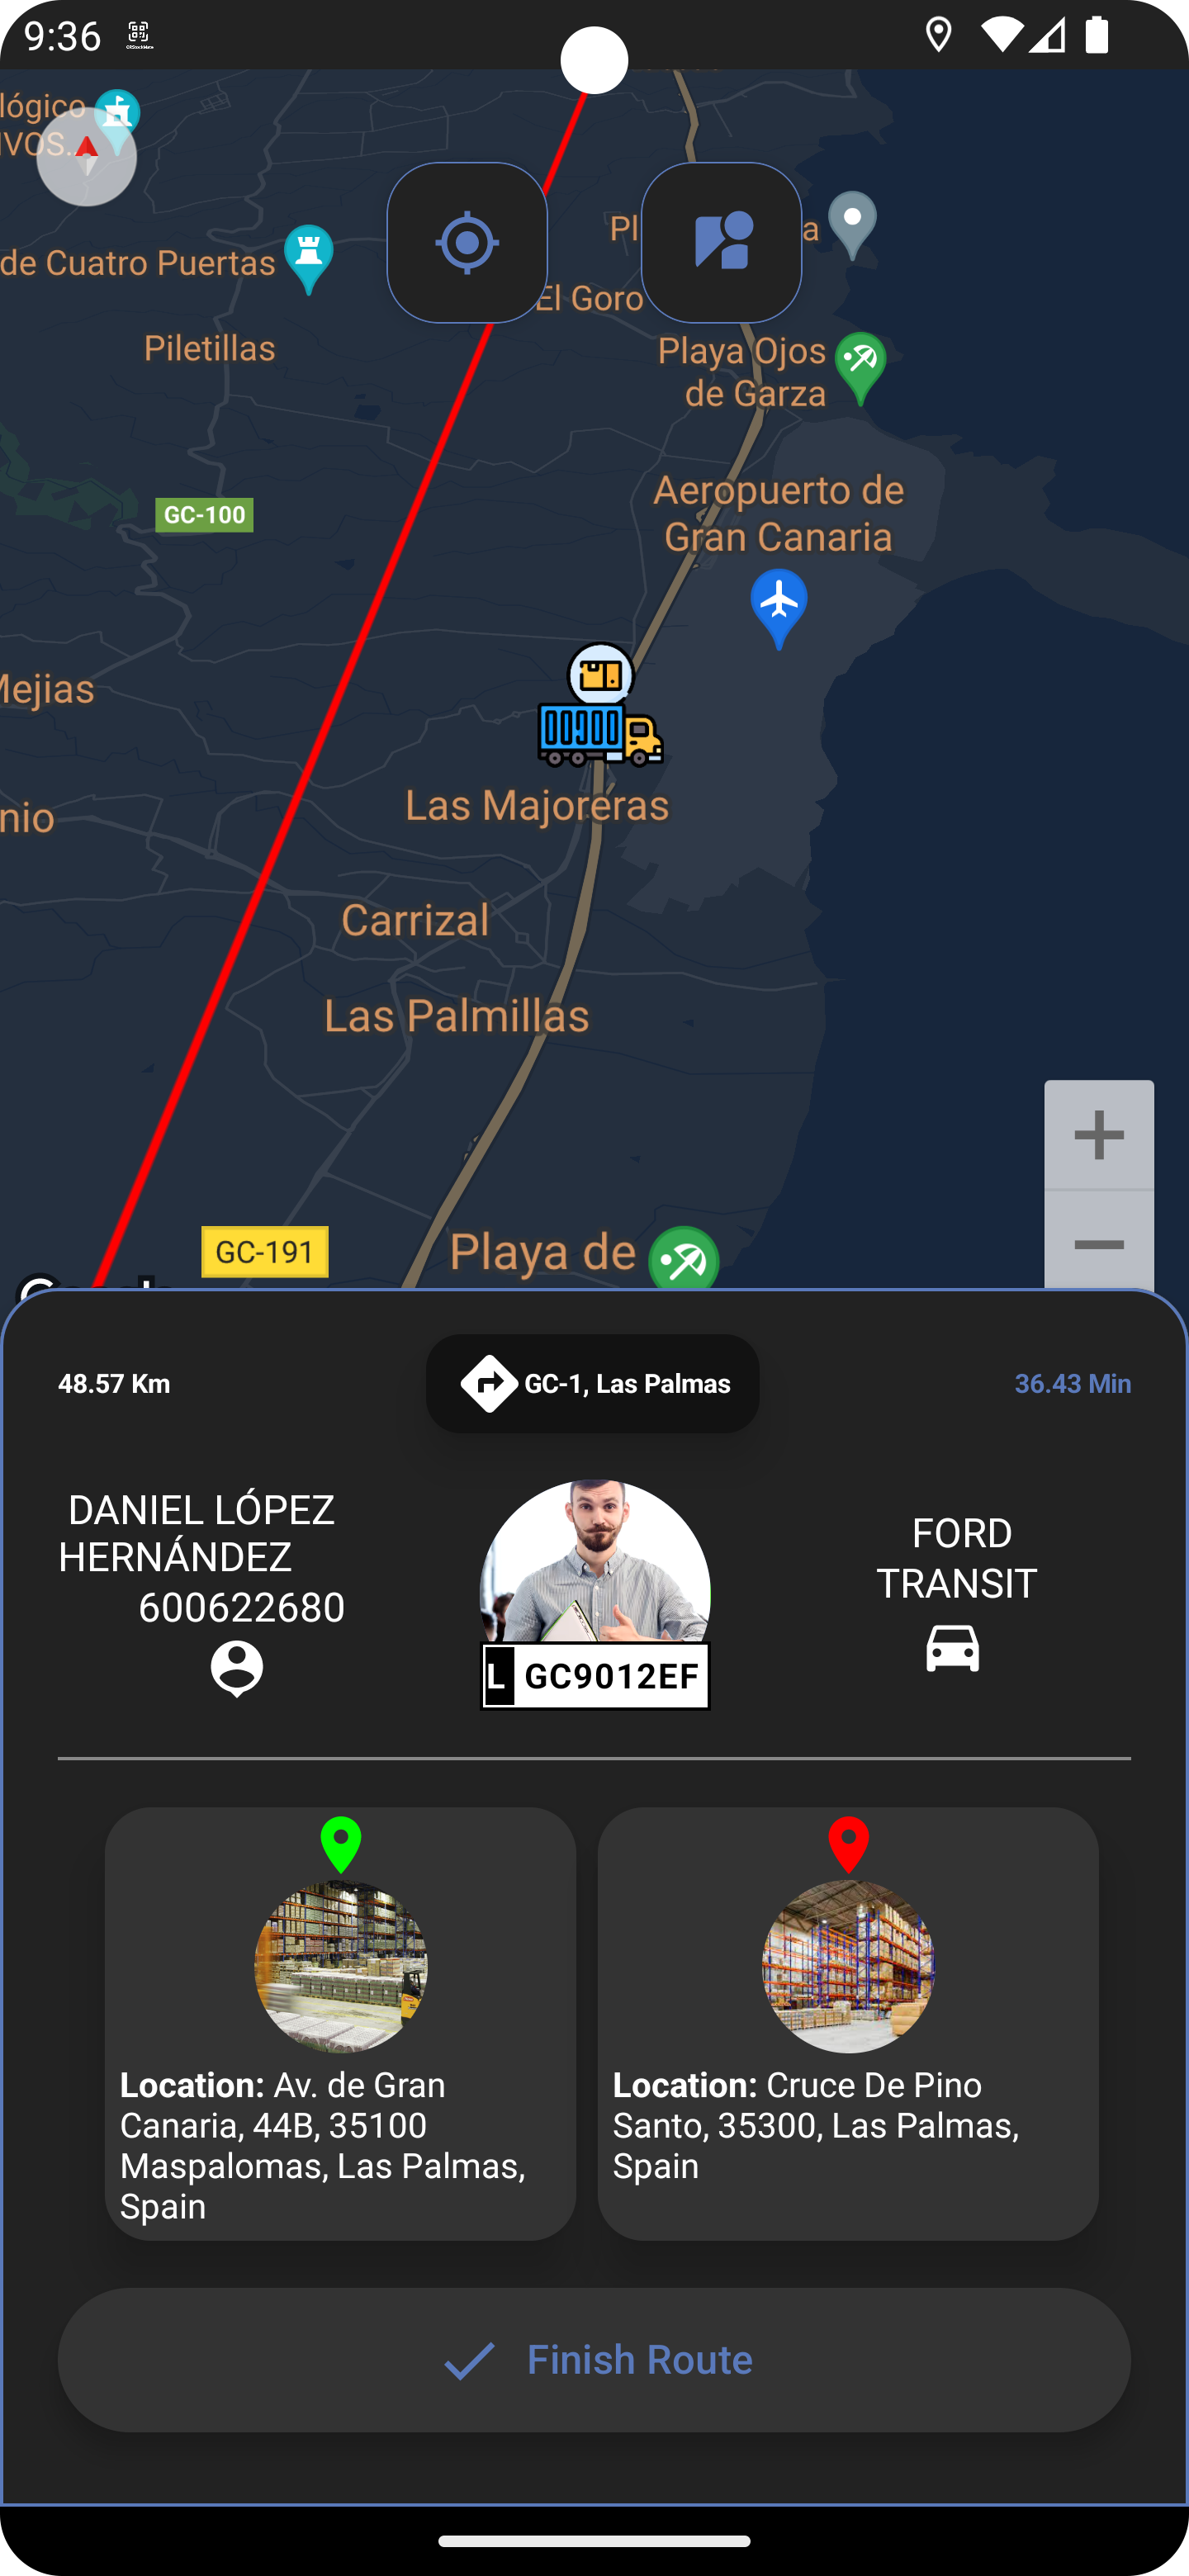 9:36
lógico
IVOS...
de Cuatro Puertas
Pl
a
El Goro
Piletillas
Playa Ojos
de Garza
Aeropuerto de
Gran Canaria
GC-100
Mejias
Las Majoreras
nio
Carrizal
Las Palmillas
GC-191
Playa de
48.57 Km
GC-1, Las Palmas
36.43 Min
DANIEL LÓPEZ
HERNÁNDEZ
600622680
L GC9012EF
FORD
TRANSIT
Location: Av. de Gran
Canaria, 44B, 35100
Maspalomas, Las Palmas,
Spain
Location: Cruce De Pino
Santo, 35300, Las Palmas,
Spain
Finish Route